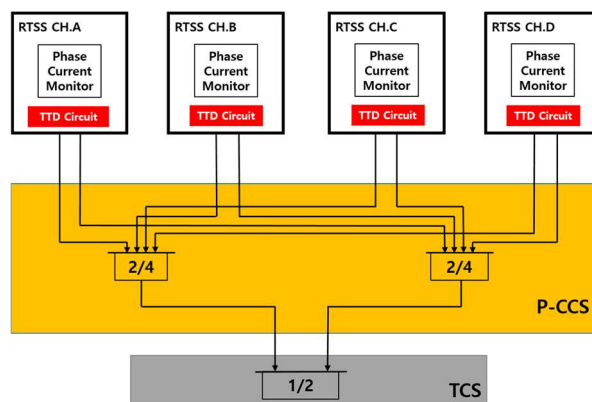 RTSS CH.A
Phase
Current
Monitor
TTD Circuit
RTSS CH.B
Phase
Current
Monitor
TTD Circuit
RTSS CH.C
Phase
Current
Monitor
TTD Circuit
RTSS CH.D
Phase
Current
Monitor
TTD Circuit
2/4
2/4
P-CCS
1/2
TCS